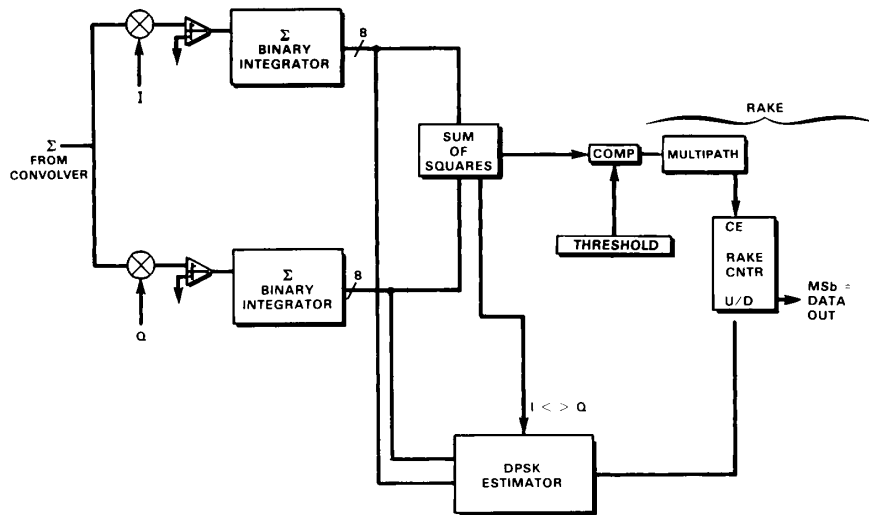 Σ
BINARY
INTEGRATOR
8
I
RAKE
Σ
FROM
CONVOLVER
SUM
OF
SQUARES
COMP
MULTIPATH
THRESHOLD
CE
RAKE
CNTR
U/D
MSb =
DATA
OUT
Σ
BINARY
INTEGRATOR
8
Q
I < > Q
DPSK
ESTIMATOR